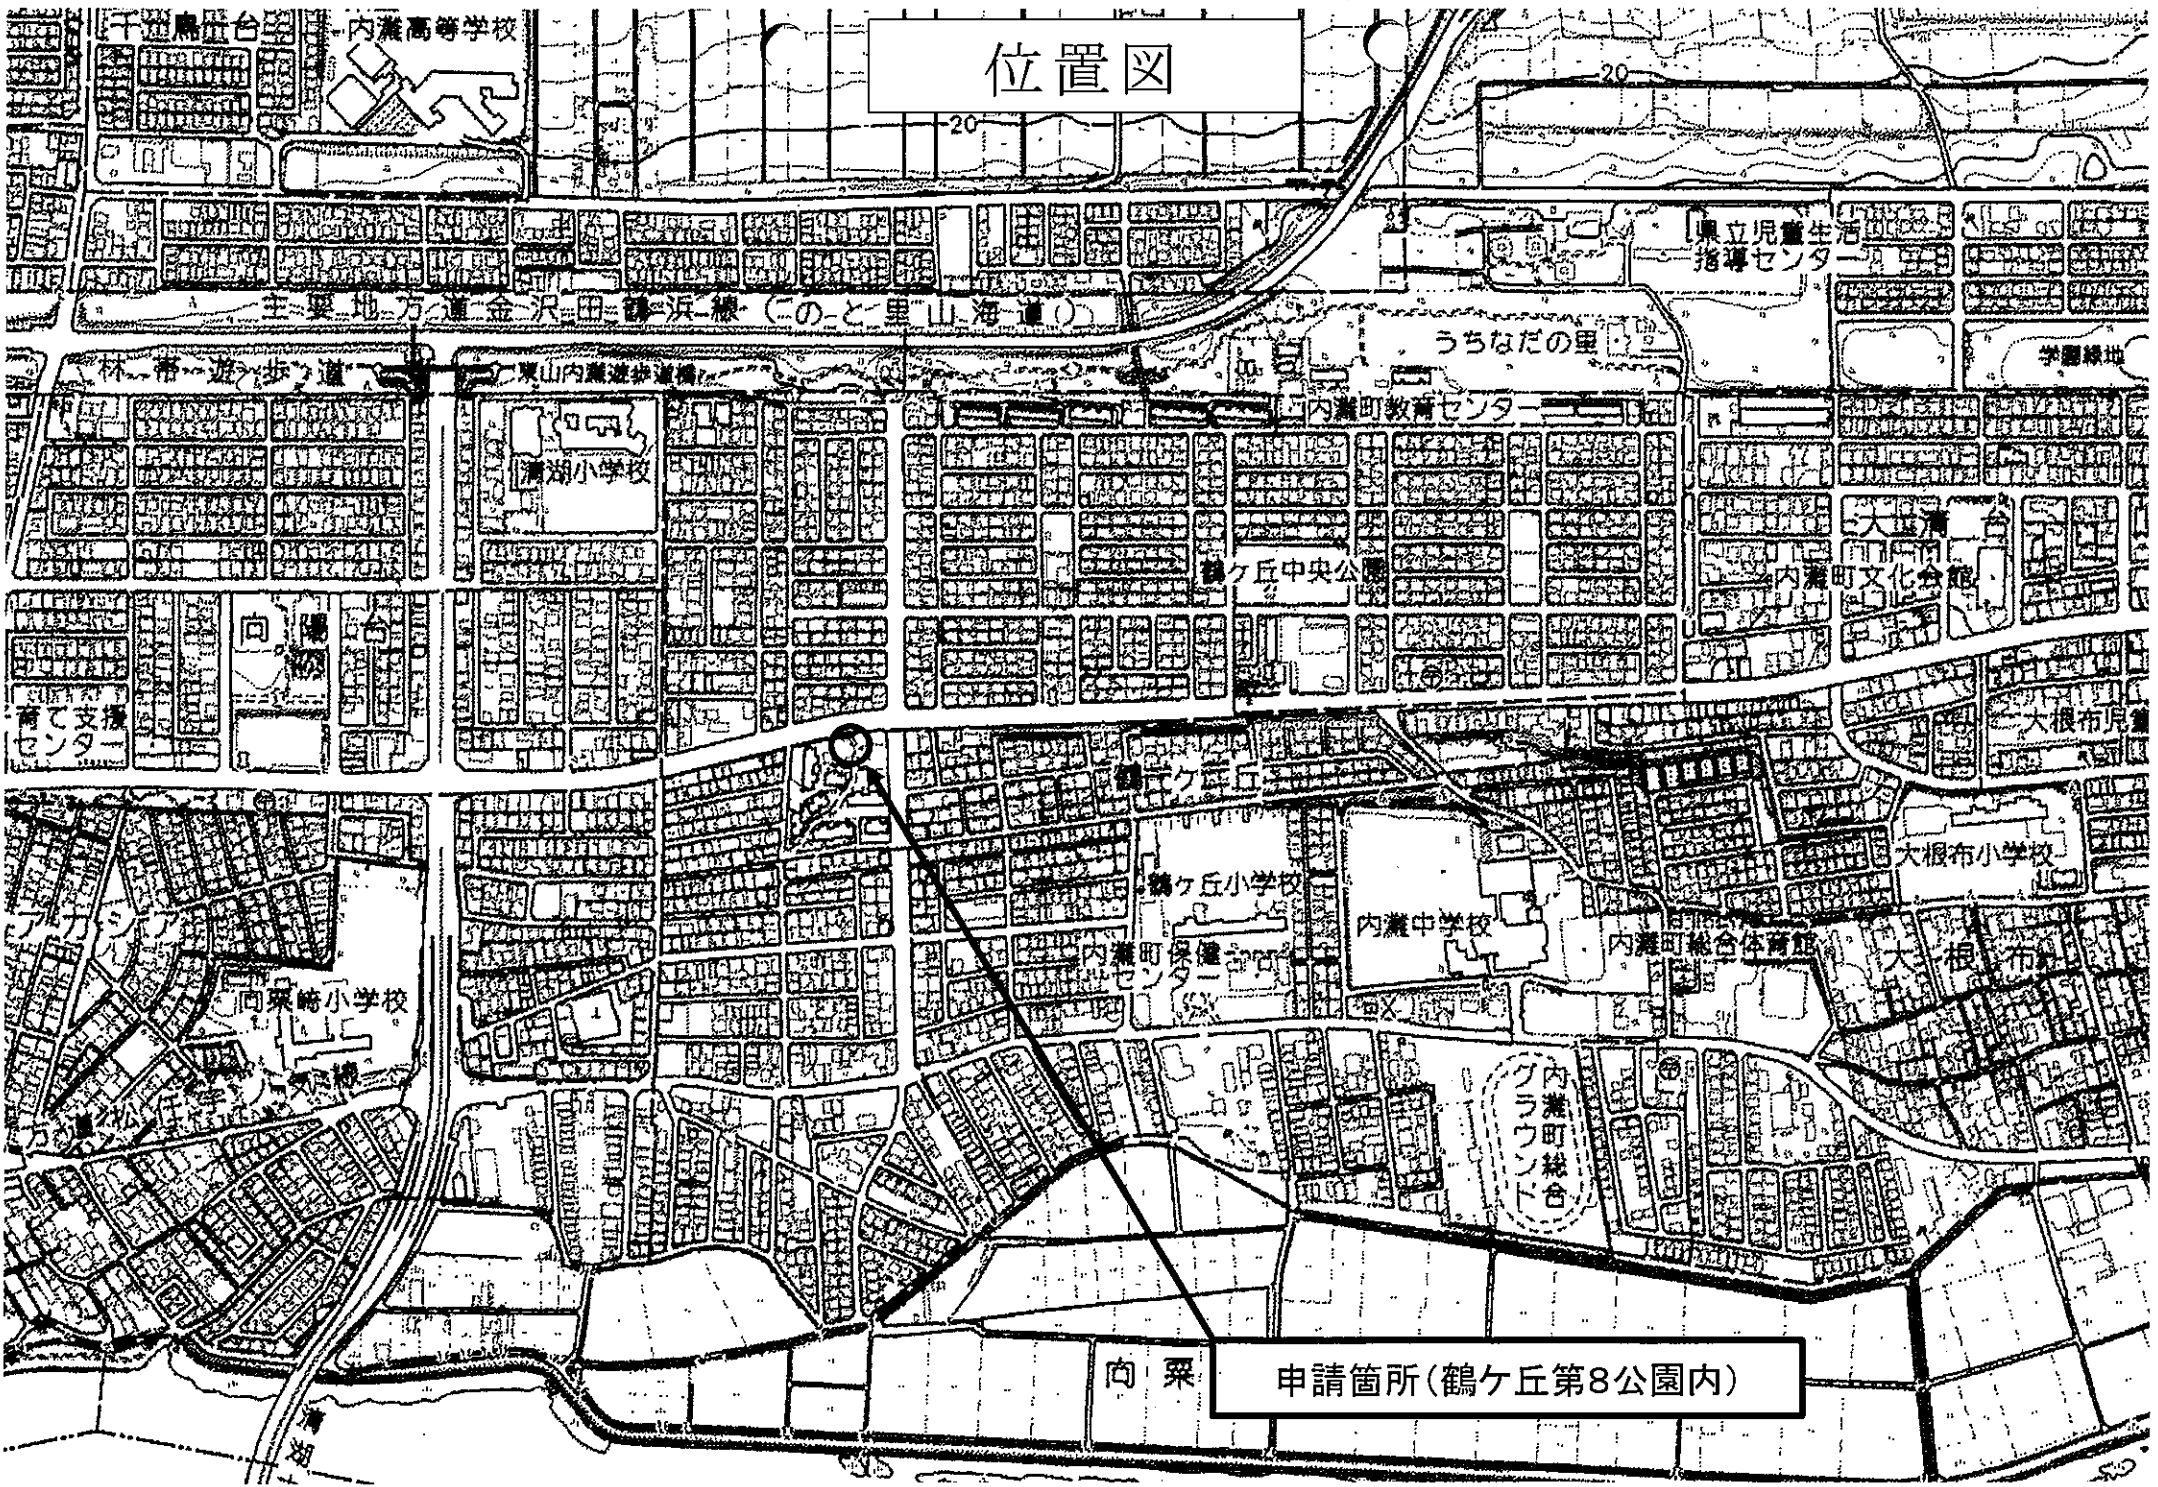 位置図
千鳥台
内灘高等学校
20
20
県立児童生活
指導センター
主要地方道金沢田鶴浜線(のと里山海道)
うちなだの里
学園緑地
林帯遊歩道
東山内灘遊歩道橋
内灘町教育センター
清湖小学校
大清台
鶴ケ丘中央公園
内灘町文化会館
向陽台
育て支援
センター
大根布児童
鶴ケ丘
大根布小学校
鶴ケ丘小学校
内灘中学校
アカシア
内灘町保健
センター
内灘町総合体育館
大根布
向粟崎小学校
内灘町総合
グラウンド
向粟
申請箇所(鶴ケ丘第8公園内)
清湖